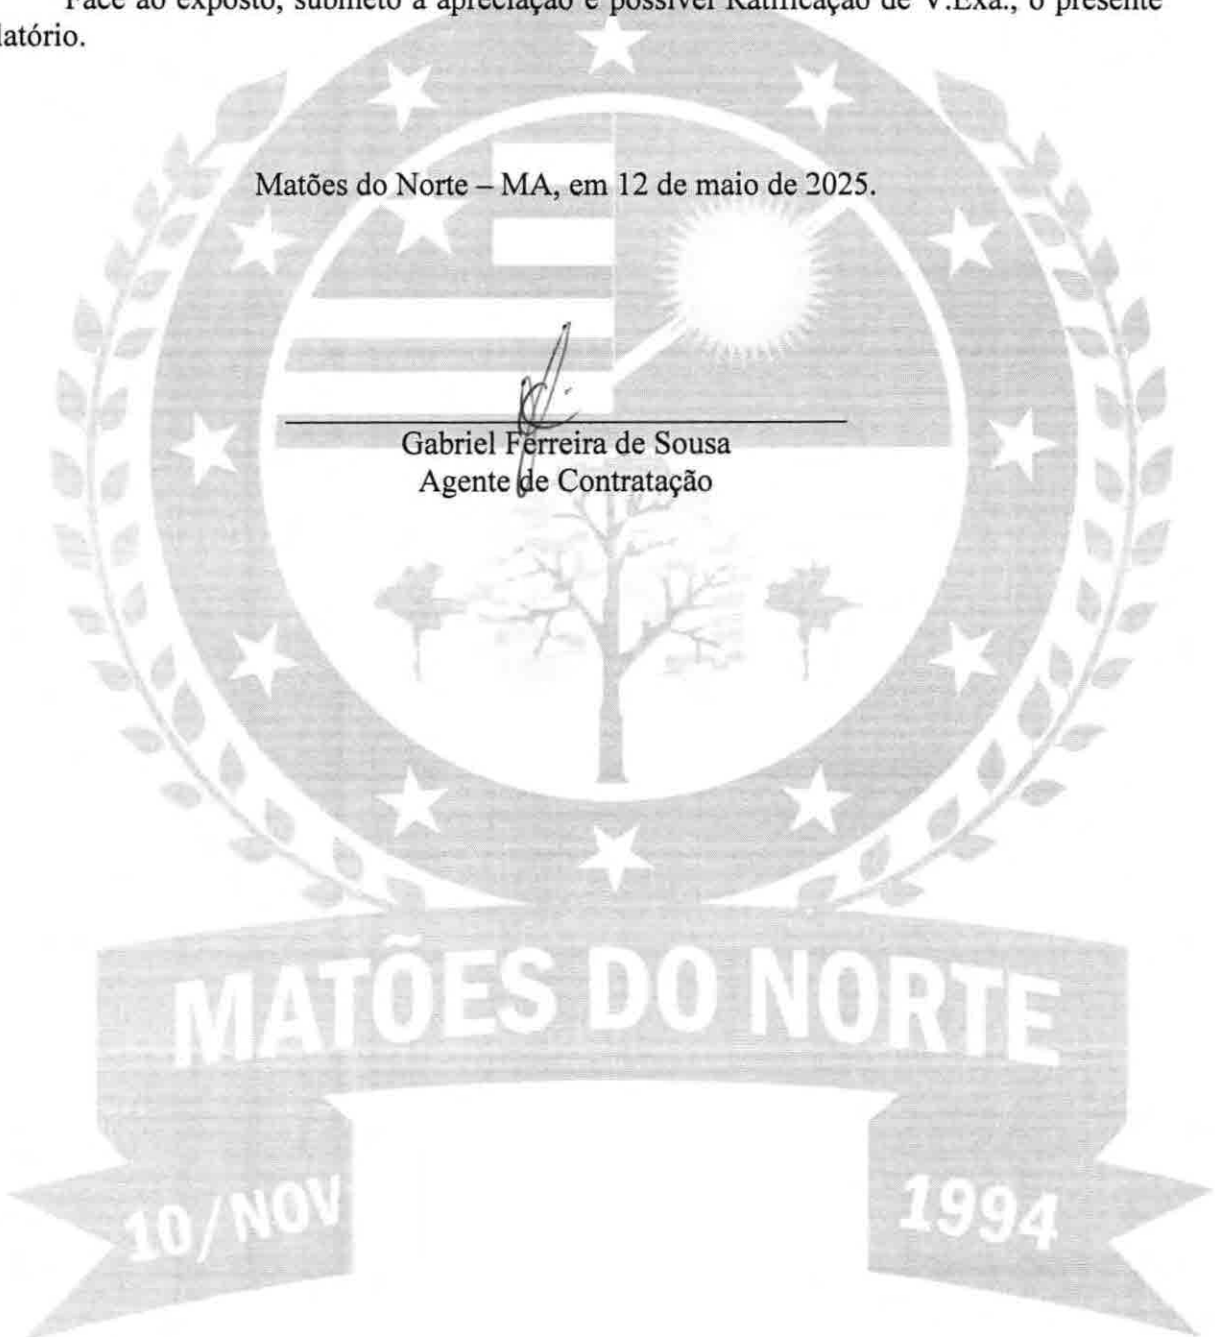 Face ao exposto, submeto à apreciação e possível Ratificação de V.Exa., o presente
latório.
Matões do Norte – MA, em 12 de maio de 2025.
Gabriel Ferreira de Sousa
Agente de Contratação
MATÕES DO NORTE
10/NOV
1994